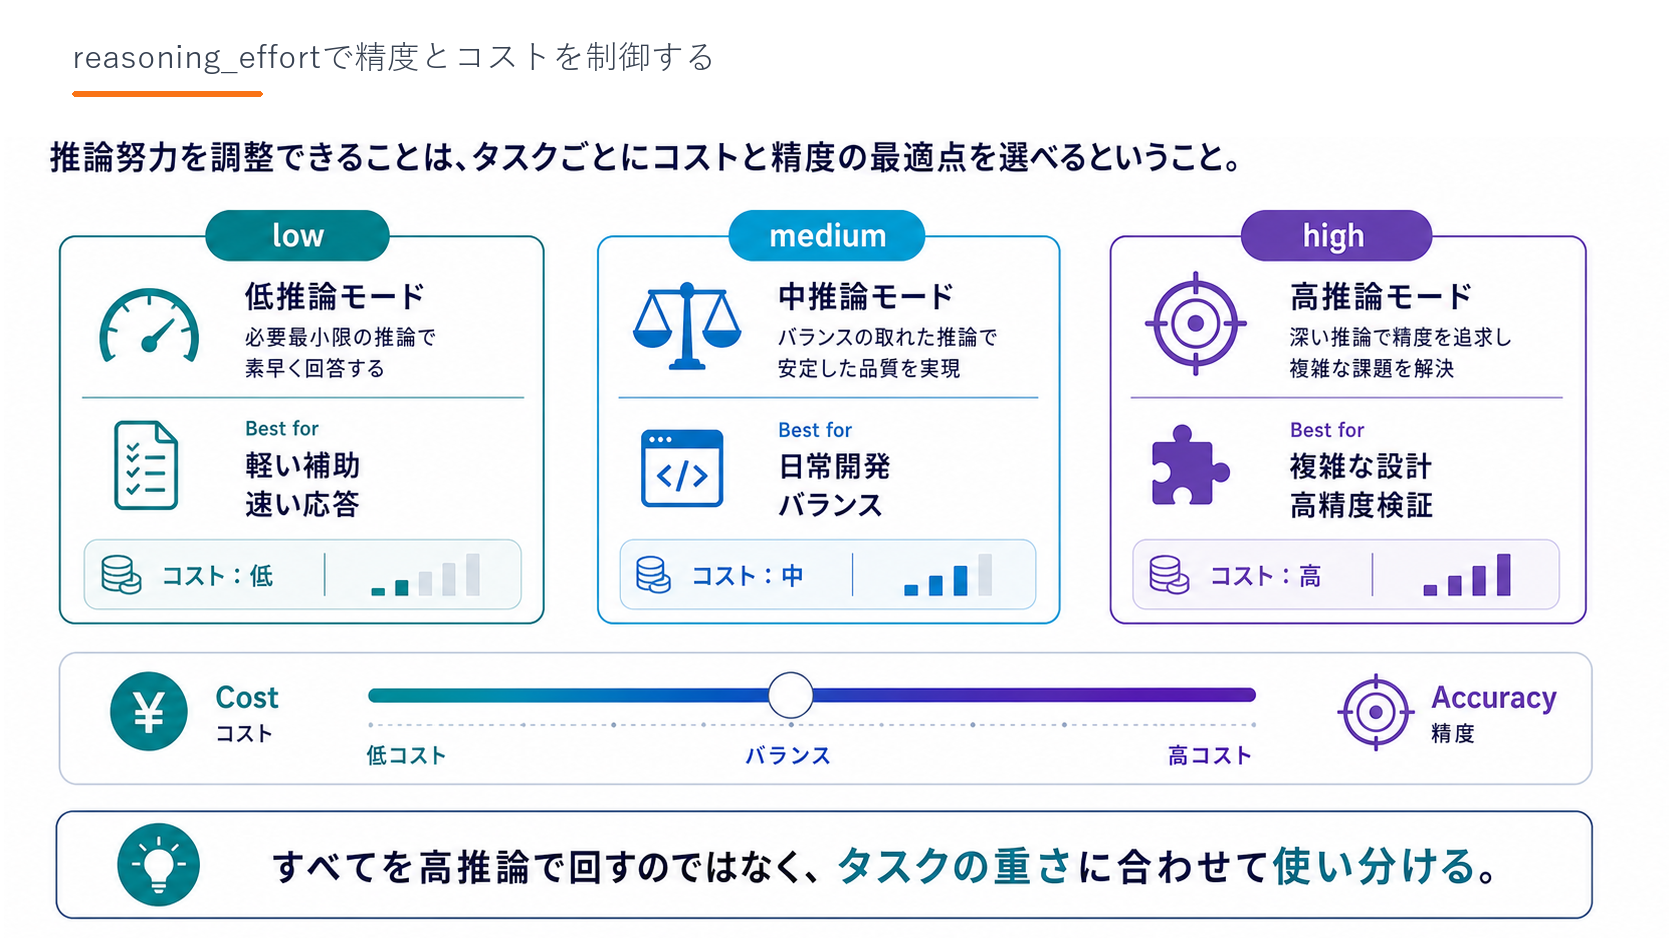 reasoning_effortで精度とコストを制御する
推論努力を調整できることは、タスクごとにコストと精度の最適点を選べるということ。
low
低推論モード
必要最小限の推論で
素早く回答する
Best for
軽い補助
速い応答
コスト：低
medium
中推論モード
バランスの取れた推論で
安定した品質を実現
Best for
日常開発
バランス
コスト：中
high
高推論モード
深い推論で精度を追求し
複雑な課題を解決
Best for
複雑な設計
高精度検証
コスト：高
¥
Cost
コスト
低コスト
バランス
高コスト
Accuracy
精度
すべてを高推論で回すのではなく、タスクの重さに合わせて使い分ける。